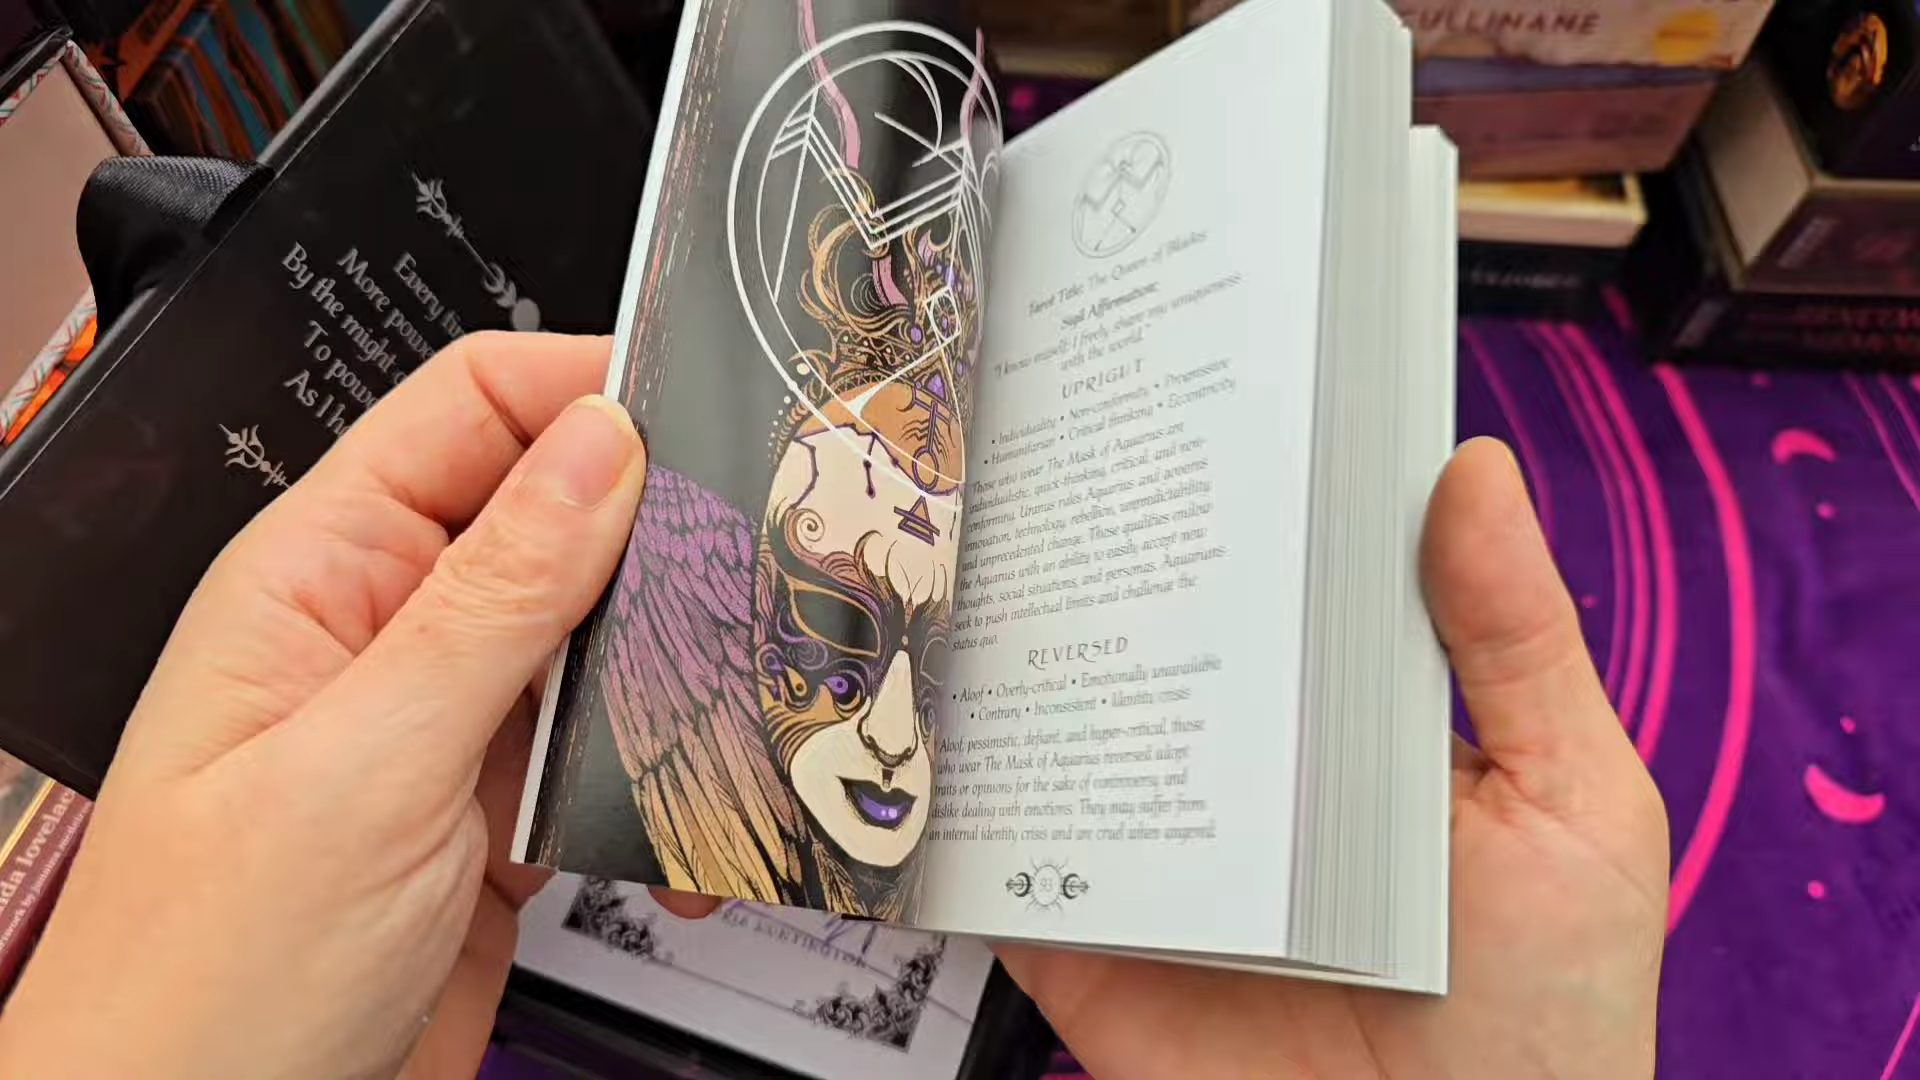 ULLINANE
Every
More powe
By the might
To pow
As I h
Tarot Title: The Queen of Blades
Sigil Affirmation:
"I know myself; I freely share my uniqueness
with the world."
UPRIGHT
• Individuality • Non-conformity • Progressive
• Humanitarian • Critical thinking • Eccentricity
Those who wear The Mask of Aquarius are
individualistic, quick-thinking, critical, and non-
conforming. Uranus rules Aquarius and governs
innovation, technology, rebellion, unpredictability,
and unprecedented change. Those qualities endow
the Aquarius with an ability to easily accept new
thoughts, social situations, and personas. Aquarians
seek to push intellectual limits and challenge the
status quo.
REVERSED
• Aloof • Overly-critical • Emotionally unavailable
• Contrary • Inconsistent • Identity crisis
Aloof, pessimistic, defiant, and hyper-critical, those
who wear The Mask of Aquarius reversed adopt
traits or opinions for the sake of controversy and
dislike dealing with emotions. They may suffer from
an internal identity crisis and are cruel when angered.
93
da lovelac